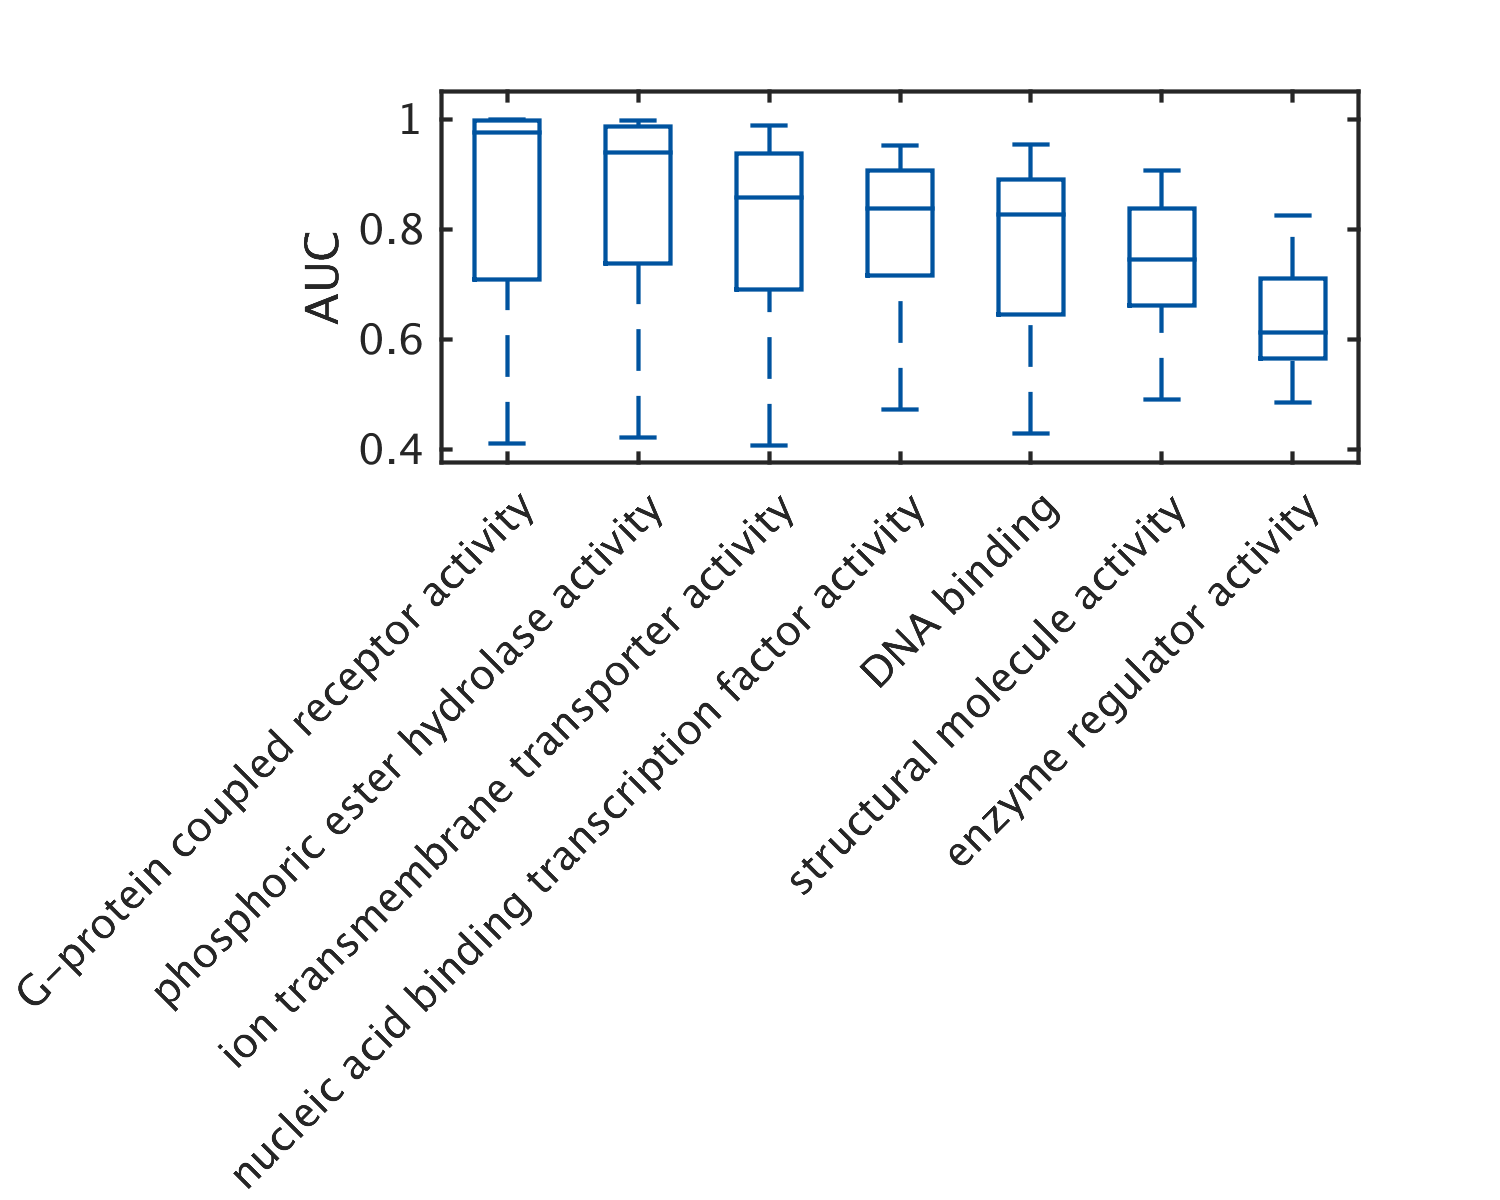 AUC
1
0.8
0.6
0.4
G-protein coupled receptor activity
phosphoric ester hydrolase activity
ion transmembrane transporter activity
nucleic acid binding transcription factor activity
DNA binding
structural molecule activity
enzyme regulator activity